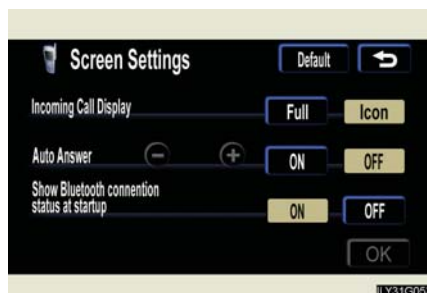 Screen Settings
Default
Incoming Call Display
Full
Icon
Auto Answer
ON
OFF
Show Bluetooth connention
status at startup
ON
OFF
OK
ILY31G05